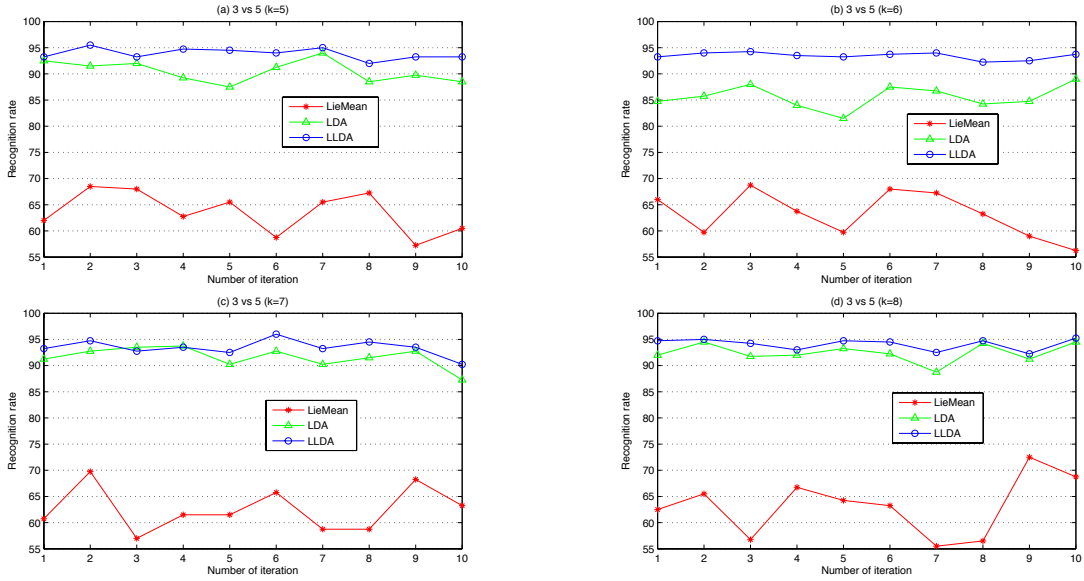 (a) 3 vs 5 (k=5)
100
95
90
85
80
75
70
65
60
55
Recognition rate
LieMean
LDA
LLDA
1 2 3 4 5 6 7 8 9 10
Number of iteration
(b) 3 vs 5 (k=6)
100
95
90
85
80
75
70
65
60
55
Recognition rate
LieMean
LDA
LLDA
1 2 3 4 5 6 7 8 9 10
Number of iteration
(c) 3 vs 5 (k=7)
100
95
90
85
80
75
70
65
60
55
Recognition rate
LieMean
LDA
LLDA
1 2 3 4 5 6 7 8 9 10
Number of iteration
(d) 3 vs 5 (k=8)
100
95
90
85
80
75
70
65
60
55
Recognition rate
LieMean
LDA
LLDA
1 2 3 4 5 6 7 8 9 10
Number of iteration